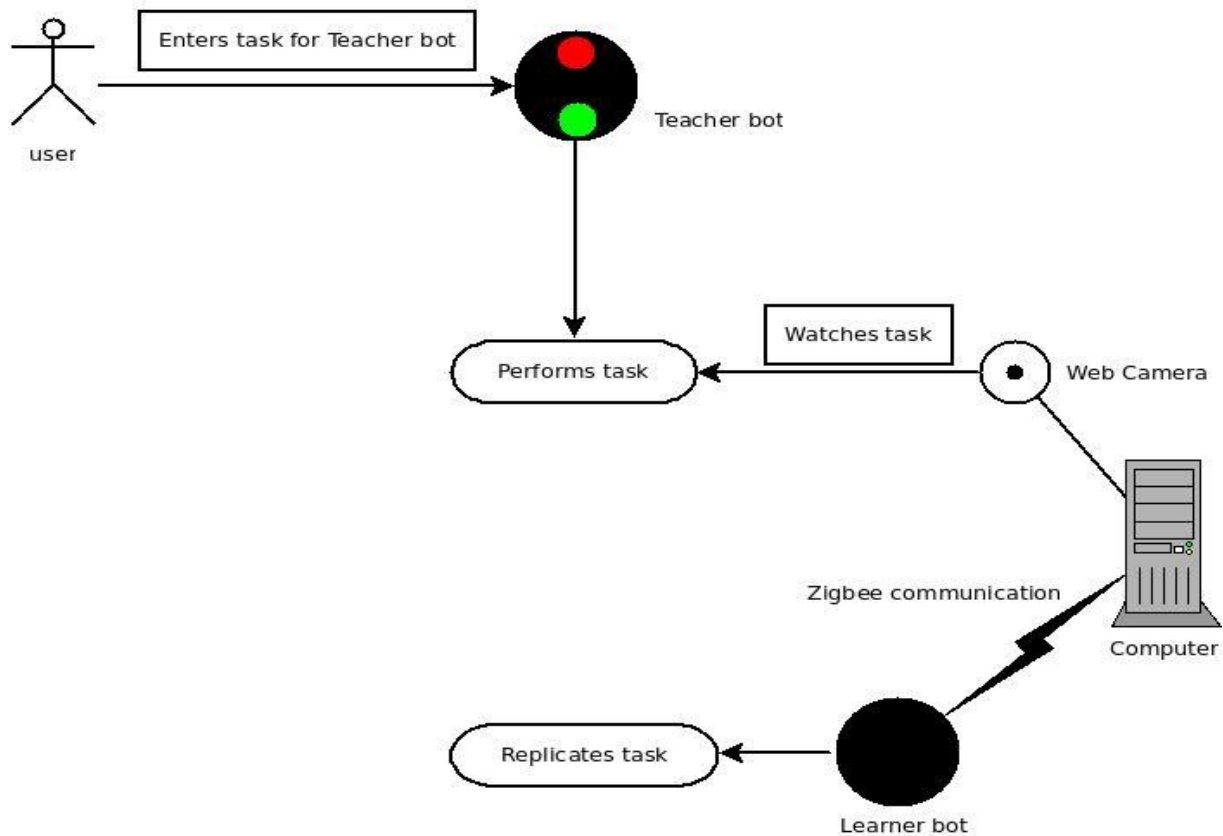 Enters task for Teacher bot
user
Teacher bot
Performs task
Watches task
Web Camera
Zigbee communication
Computer
Replicates task
Learner bot